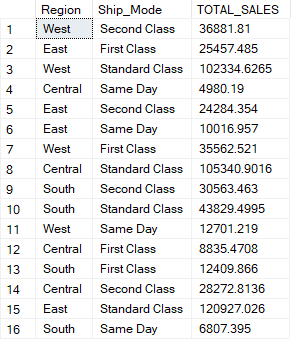 Region Ship_Mode TOTAL_SALES
1 West Second Class 36881.81
2 East First Class 25457.485
3 West Standard Class 102334.6265
4 Central Same Day 4980.19
5 East Second Class 24284.354
6 East Same Day 10016.957
7 West First Class 35562.521
8 Central Standard Class 105340.9016
9 South Second Class 30563.463
10 South Standard Class 43829.4995
11 West Same Day 12701.219
12 Central First Class 8835.4708
13 South First Class 12409.866
14 Central Second Class 28272.8136
15 East Standard Class 120927.026
16 South Same Day 6807.395